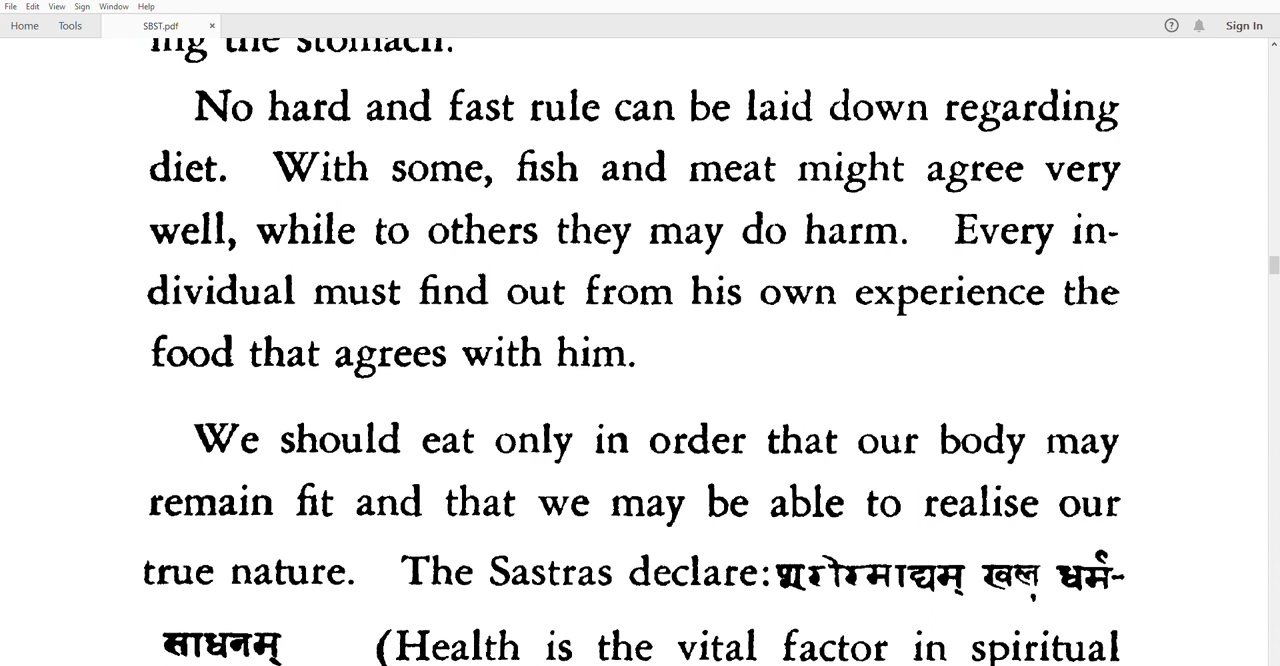 File Edit View Sign Window Help
Home Tools SBST.pdf × ? Sign In
ing the stomach.
No hard and fast rule can be laid down regarding
diet. With some, fish and meat might agree very
well, while to others they may do harm. Every in-
dividual must find out from his own experience the
food that agrees with him.
We should eat only in order that our body may
remain fit and that we may be able to realise our
true nature. The Sastras declare: शरीरमाद्यम् खलु धर्म-
साधनम् (Health is the vital factor in spiritual